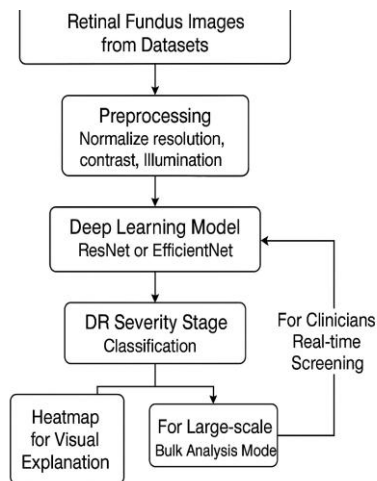 Retinal Fundus Images
from Datasets
Preprocessing
Normalize resolution,
contrast, Illumination
Deep Learning Model
ResNet or EfficientNet
DR Severity Stage
Classification
For Clinicians
Real-time
Screening
Heatmap
for Visual
Explanation
For Large-scale
Bulk Analysis Mode